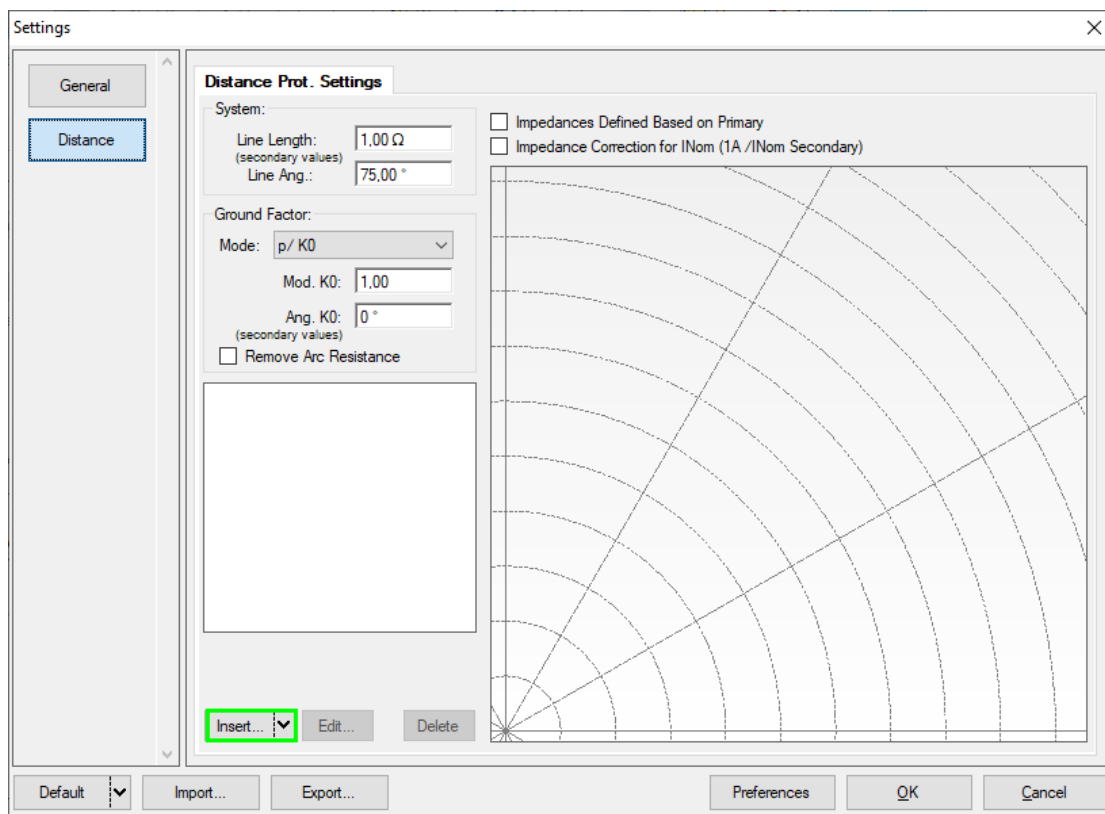 Settings
General
Distance
Distance Prot. Settings
System:
Line Length: 1,00 Ω
(secondary values)
Line Ang.: 75,00 °
Ground Factor:
Mode: p/ K0
Mod. K0: 1,00
Ang. K0: 0 °
(secondary values)
Remove Arc Resistance
Impedances Defined Based on Primary
Impedance Correction for INom (1A /INom Secondary)
Insert... Edit... Delete
Default Import... Export... Preferences OK Cancel